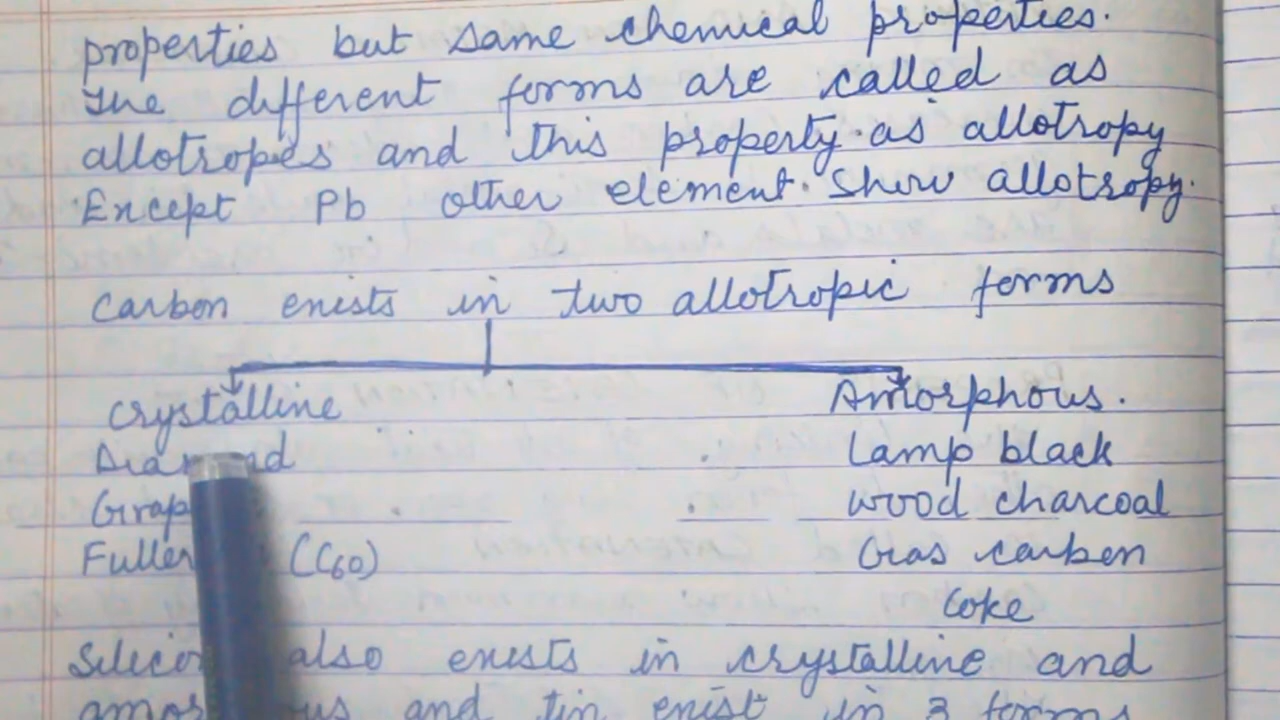 properties but same chemical properties.
The different forms are called as
allotropes and this property as allotropy
Except Pb other element show allotropy.
Carbon exists in two allotropic forms
Crystalline Amorphous.
Lamp black
wood charcoal
(C60) Gas carbon
Coke
also exists in crystalline and
and tin exist in 3 forms